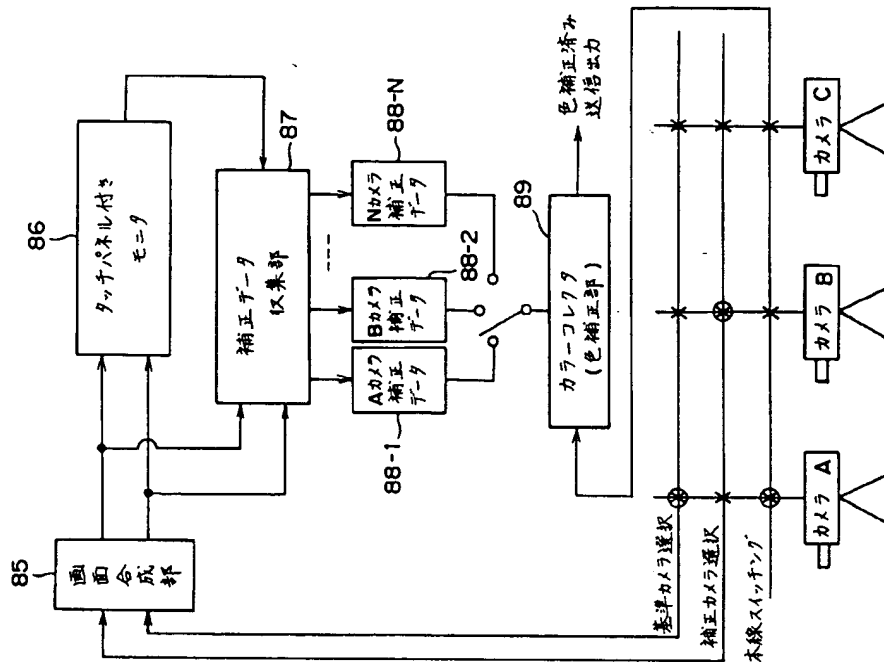 86
タッチパネル付き
モニタ
85
画面合成部
87
補正データ
収集部
88-N
Nカメラ
補正
データ
88-2
Bカメラ
補正
データ
Aカメラ
補正
データ
88-1
89
カラーコレクタ
(色補正部)
色補正済み
送信出力
基準カメラ選択
補正カメラ選択
本線スイッチング
カメラ A
カメラ B
カメラ C